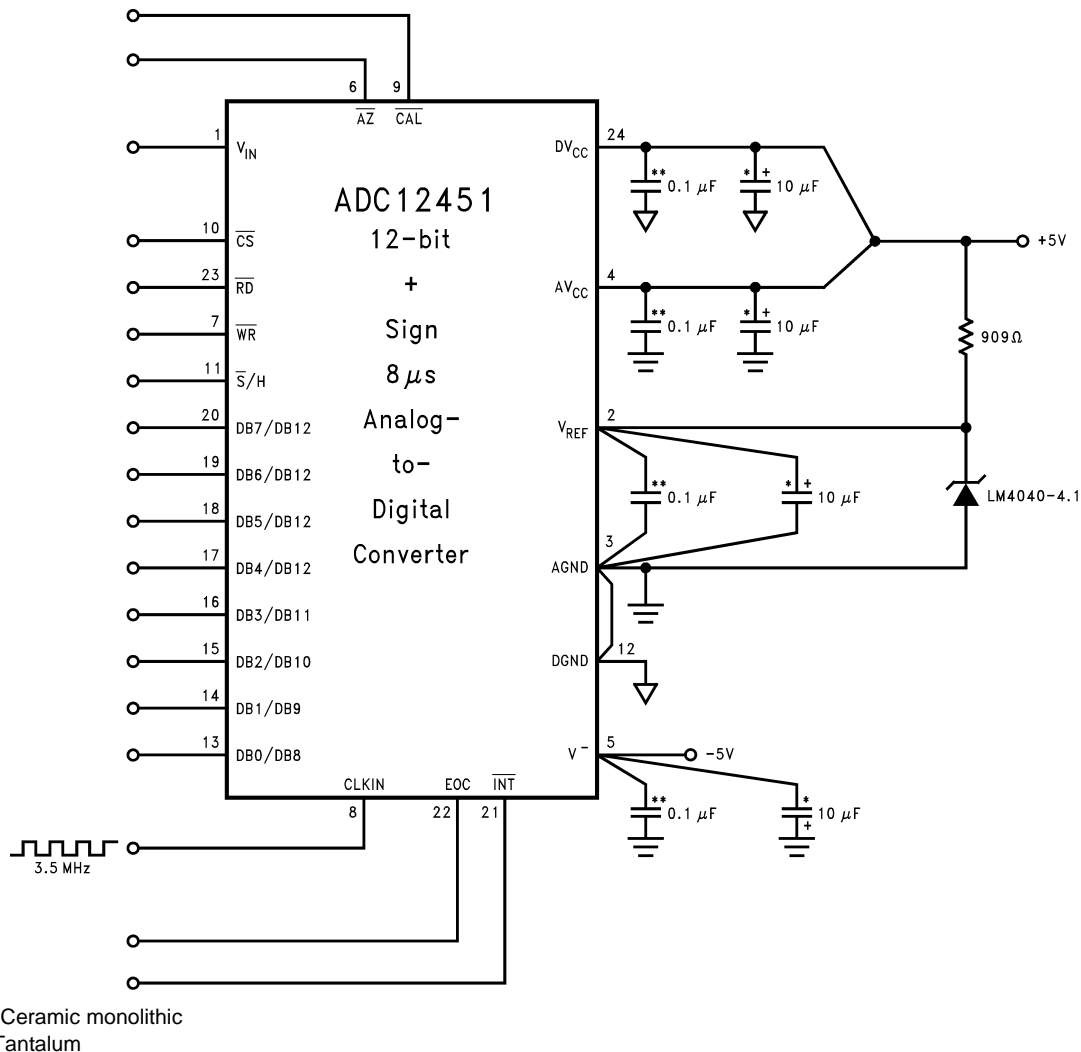 6 9
AZ CAL
1 V_IN
DV_CC 24
** 0.1 µF * + 10 µF
ADC12451
12-bit
+
Sign
8µs
Analog-
to-
Digital
Converter
10 CS
+5V
23 RD
AV_CC 4
** 0.1 µF * + 10 µF
7 WR
909Ω
11 S/H
20 DB7/DB12
V_REF 2
19 DB6/DB12
** 0.1 µF * + 10 µF
LM4040-4.1
18 DB5/DB12
17 DB4/DB12
AGND 3
16 DB3/DB11
15 DB2/DB10
DGND 12
14 DB1/DB9
13 DB0/DB8
V⁻ 5
-5V
** 0.1 µF * + 10 µF
CLKIN EOC INT
8 22 21
3.5 MHz
Ceramic monolithic
Tantalum